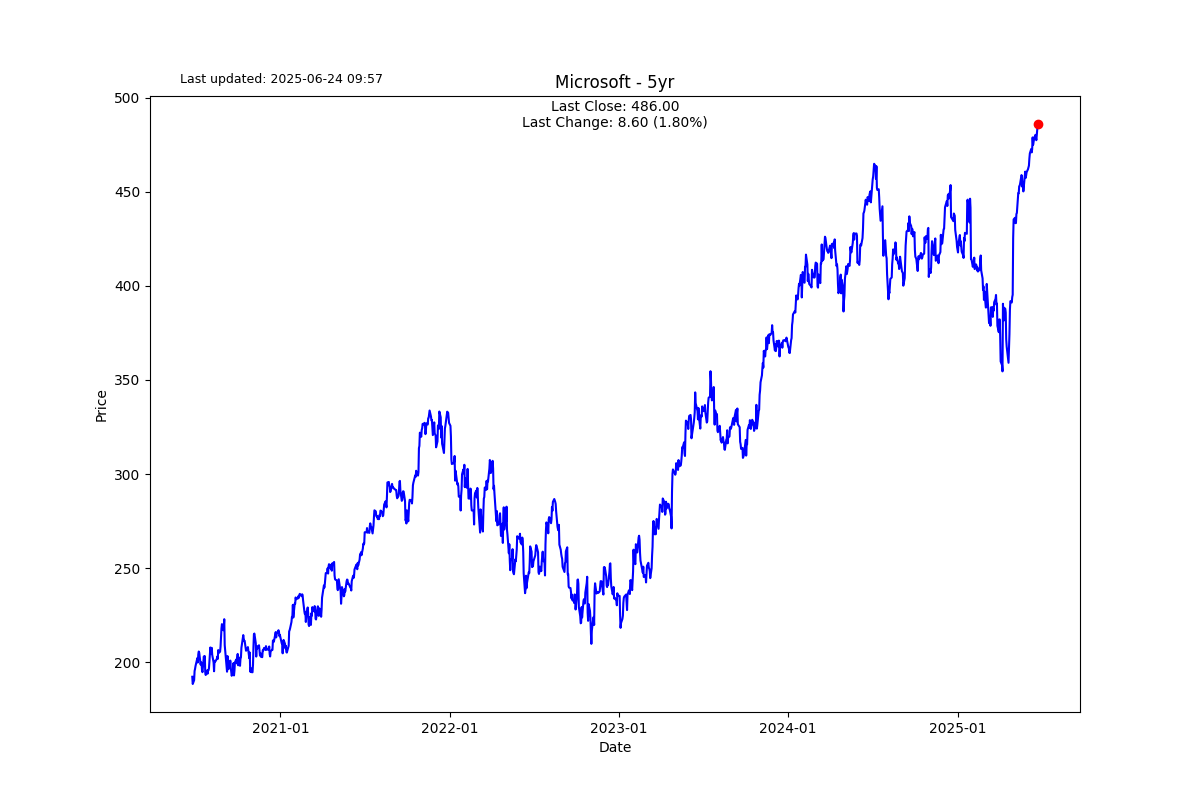 Last updated: 2025-06-24 09:57
Microsoft - 5yr
Last Close: 486.00
Last Change: 8.60 (1.80%)
500
450
400
350
300
250
200
Price
2021-01
2022-01
2023-01
2024-01
2025-01
Date